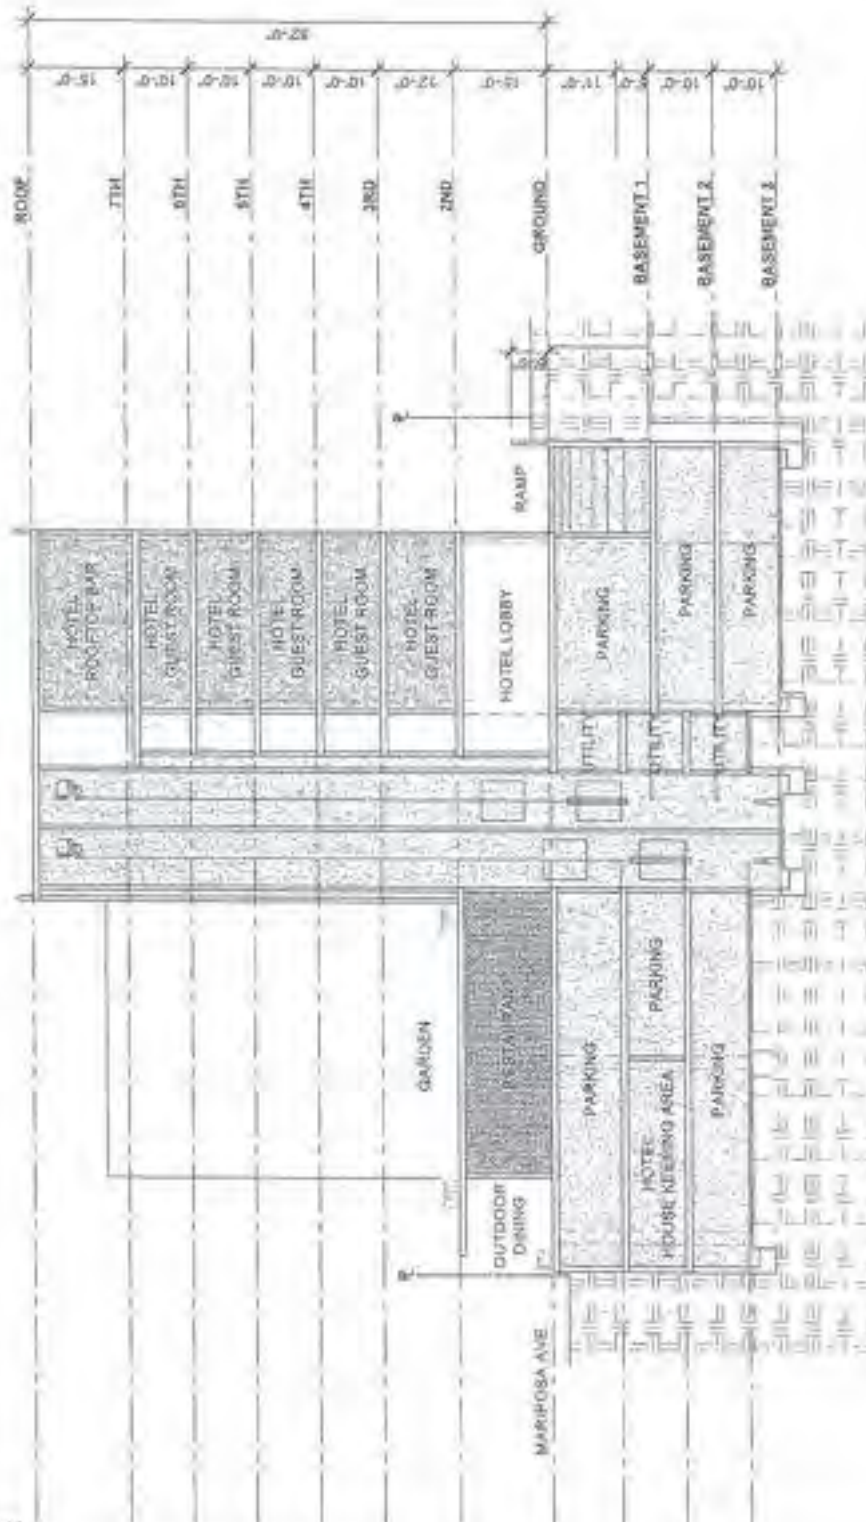 82'-0"
15'-0"
10'-0"
10'-0"
10'-0"
10'-0"
12'-0"
15'-0"
11'-0"
10'-0"
10'-0"
ROOF
7TH
6TH
5TH
4TH
3RD
2ND
GROUND
BASEMENT 1
BASEMENT 2
BASEMENT 3
RAMP
HOTEL
ROOFTOP BAR
HOTEL
GUEST ROOM
HOTEL
GUEST ROOM
HOTEL
GUEST ROOM
HOTEL
GUEST ROOM
HOTEL
GUEST ROOM
HOTEL LOBBY
PARKING
PARKING
PARKING
UTILITY
UTILITY
UTILITY
GARDEN
RESTAURANT
OUTDOOR
DINING
PARKING
PARKING
HOTEL
HOUSE KEEPING AREA
PARKING
MARIPOSA AVE